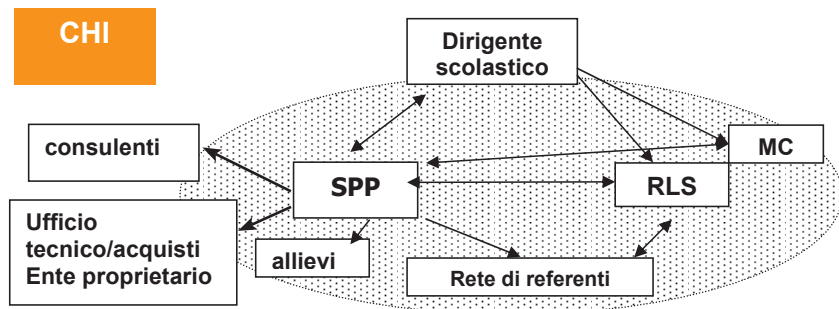 CHI
Dirigente
scolastico
consulenti
MC
SPP
RLS
Ufficio
tecnico/acquisti
Ente proprietario
allievi
Rete di referenti